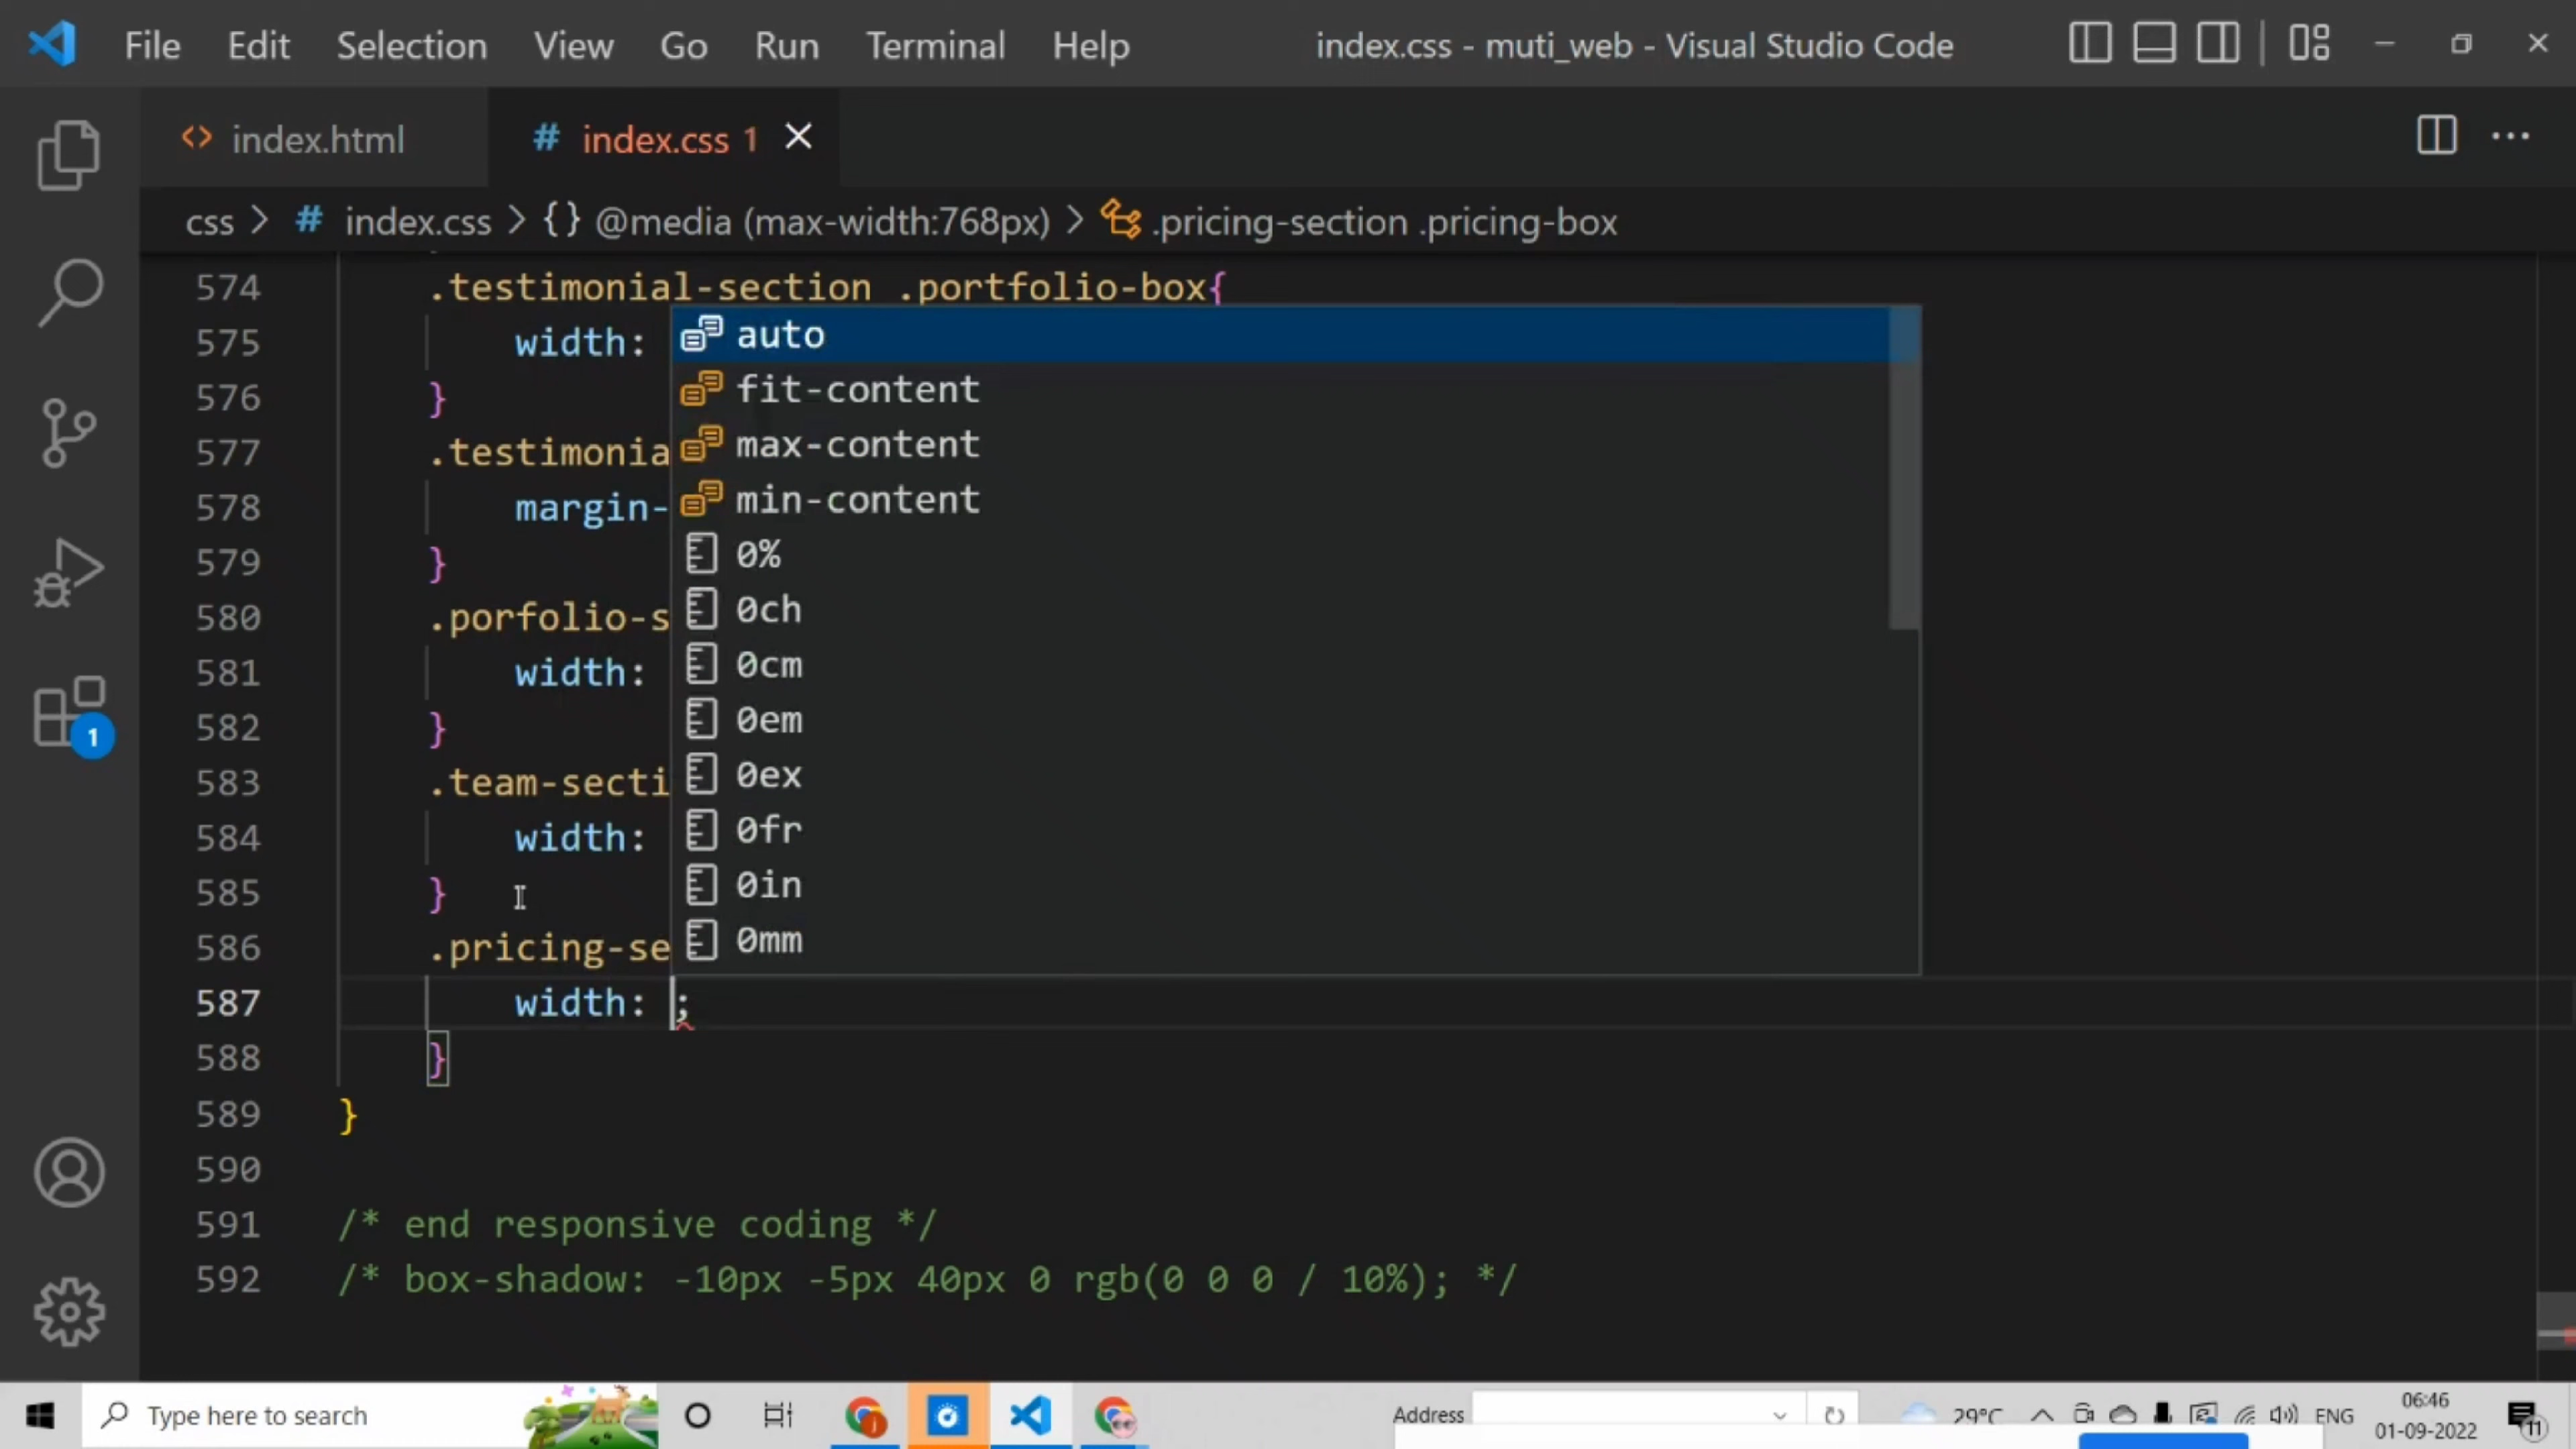 File Edit Selection View Go Run Terminal Help index.css - muti_web - Visual Studio Code
index.html # index.css 1
css > # index.css > {} @media (max-width:768px) > .pricing-section .pricing-box
574 .testimonial-section .portfolio-box{
575 width:
576 }
577 .testimonia
578 margin-
579 }
580 .porfolio-s
581 width:
582 }
583 .team-secti
584 width:
585 }
586 .pricing-se
587 width: ;
588 }
589 }
590
591 /* end responsive coding */
592 /* box-shadow: -10px -5px 40px 0 rgb(0 0 0 / 10%); */
auto
fit-content
max-content
min-content
0%
0ch
0cm
0em
0ex
0fr
0in
0mm
1
Type here to search
Address
29°C
ENG
06:46
01-09-2022
11